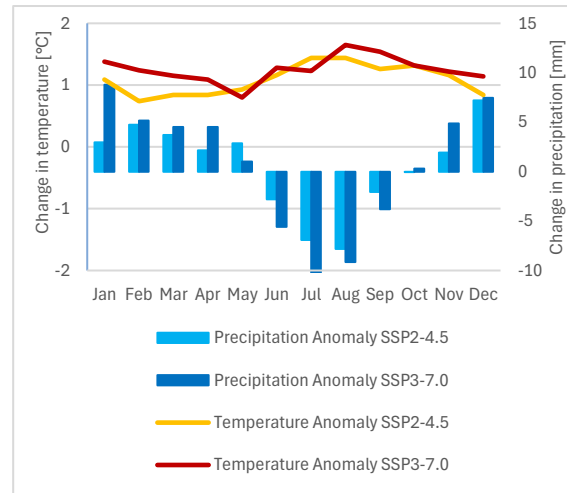 Change in temperature [°C]
2
1
0
-1
-2
15
10
5
0
-5
-10
Change in precipitation [mm]
Jan Feb Mar Apr May Jun Jul Aug Sep Oct Nov Dec
Precipitation Anomaly SSP2-4.5
Precipitation Anomaly SSP3-7.0
Temperature Anomaly SSP2-4.5
Temperature Anomaly SSP3-7.0